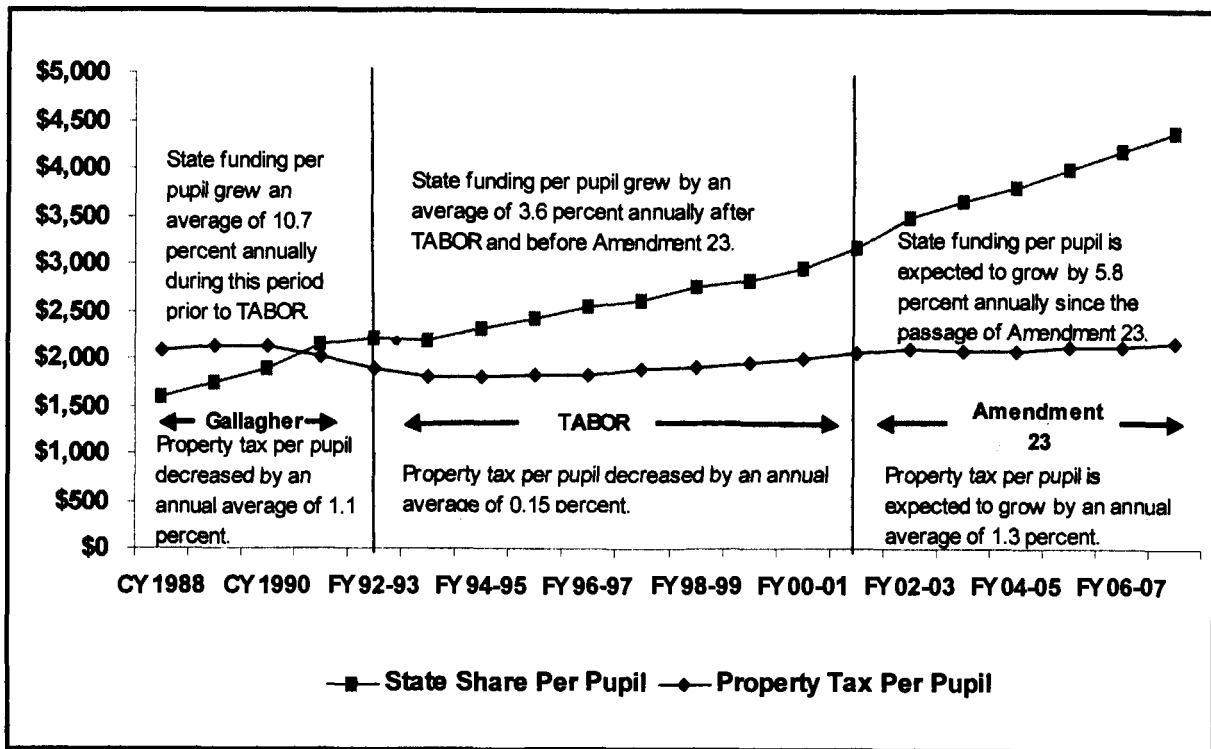 $5,000
$4,500
$4,000
$3,500
$3,000
$2,500
$2,000
$1,500
$1,000
$500
$0
State funding per
pupil grew an
average of 10.7
percent annually
during this period
prior to TABOR.
State funding per pupil grew by an
average of 3.6 percent annually after
TABOR and before Amendment 23.
State funding per pupil is
expected to grow by 5.8
percent annually since the
passage of Amendment 23.
Gallagher
TABOR
Amendment
23
Property tax per pupil
decreased by an
annual average of 1.1
percent.
Property tax per pupil decreased by an annual
average of 0.15 percent.
Property tax per pupil is
expected to grow by an annual
average of 1.3 percent.
CY 1988 CY 1990 FY 92-93 FY 94-95 FY 96-97 FY 98-99 FY 00-01 FY 02-03 FY 04-05 FY 06-07
State Share Per Pupil Property Tax Per Pupil